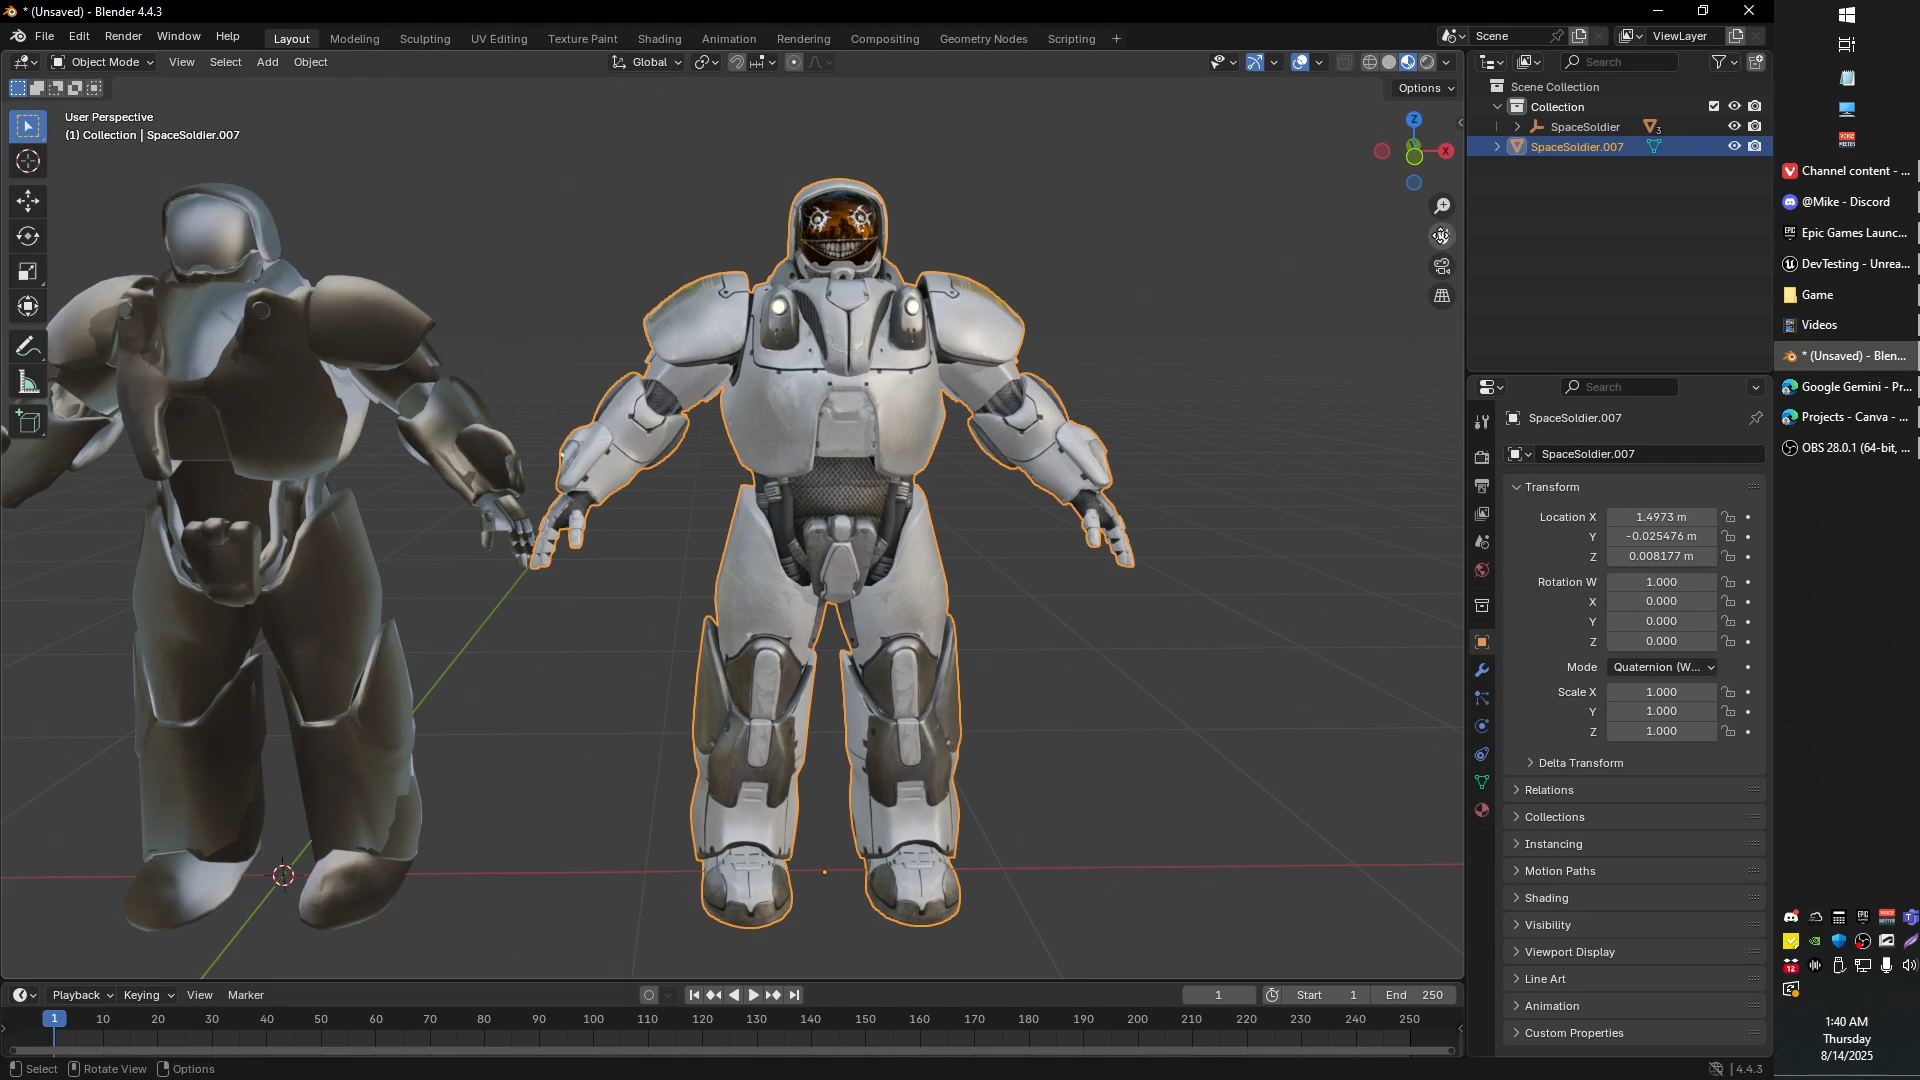 * (Unsaved) - Blender 4.4.3
File Edit Render Window Help
Layout Modeling Sculpting UV Editing Texture Paint Shading Animation Rendering Compositing Geometry Nodes Scripting +
Scene
ViewLayer
Object Mode View Select Add Object
Global
Search
Options
User Perspective
(1) Collection | SpaceSoldier.007
Z
Y
X
Scene Collection
Collection
SpaceSoldier
3
SpaceSoldier.007
Search
SpaceSoldier.007
SpaceSoldier.007
Transform
Location X 1.4973 m
Y -0.025476 m
Z 0.008177 m
Rotation W 1.000
X 0.000
Y 0.000
Z 0.000
Mode Quaternion (W...
Scale X 1.000
Y 1.000
Z 1.000
Delta Transform
Relations
Collections
Instancing
Motion Paths
Shading
Visibility
Viewport Display
Line Art
Animation
Custom Properties
Playback Keying View Marker
1
Start 1
End 250
1 10 20 30 40 50 60 70 80 90 100 110 120 130 140 150 160 170 180 190 200 210 220 230 240 250
Select Rotate View Options
4.4.3
Channel content - ...
@Mike - Discord
Epic Games Launc...
DevTesting - Unrea...
Game
Videos
* (Unsaved) - Blen...
Google Gemini - Pr...
Projects - Canva - ...
OBS 28.0.1 (64-bit, ...
12
1:40 AM
Thursday
8/14/2025